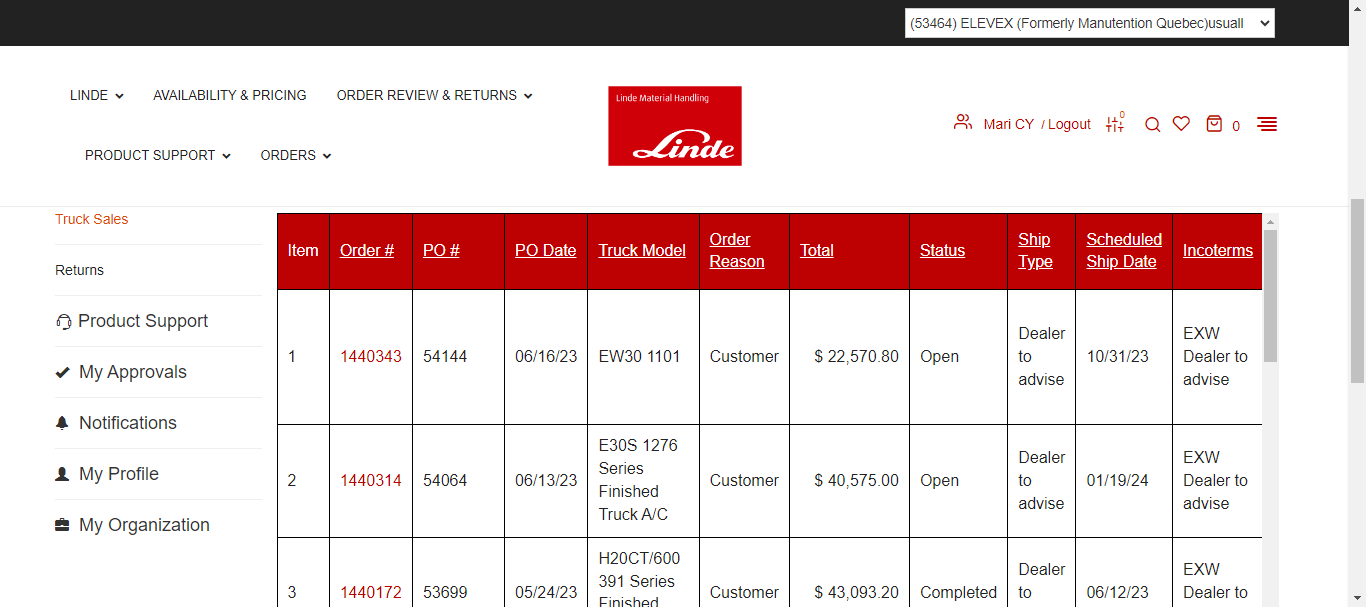 (53464) ELEVEX (Formerly Manutention Quebec)usuall
LINDE
AVAILABILITY & PRICING
ORDER REVIEW & RETURNS
PRODUCT SUPPORT
ORDERS
Linde Material Handling
Linde
Mari CY / Logout
0
0
Truck Sales
Returns
Product Support
My Approvals
Notifications
My Profile
My Organization
Item
Order #
PO #
PO Date
Truck Model
Order
Reason
Total
Status
Ship
Type
Scheduled
Ship Date
Incoterms
1
1440343
54144
06/16/23
EW30 1101
Customer
$ 22,570.80
Open
Dealer
to
advise
10/31/23
EXW
Dealer to
advise
2
1440314
54064
06/13/23
E30S 1276
Series
Finished
Truck A/C
Customer
$ 40,575.00
Open
Dealer
to
advise
01/19/24
EXW
Dealer to
advise
3
1440172
53699
05/24/23
H20CT/600
391 Series
Finished
Customer
$ 43,093.20
Completed
Dealer
to
06/12/23
EXW
Dealer to